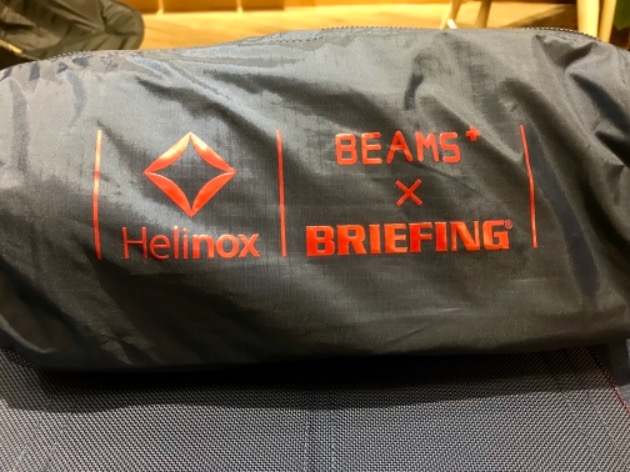 Helinox
BEAMS+
×
BRIEFING®